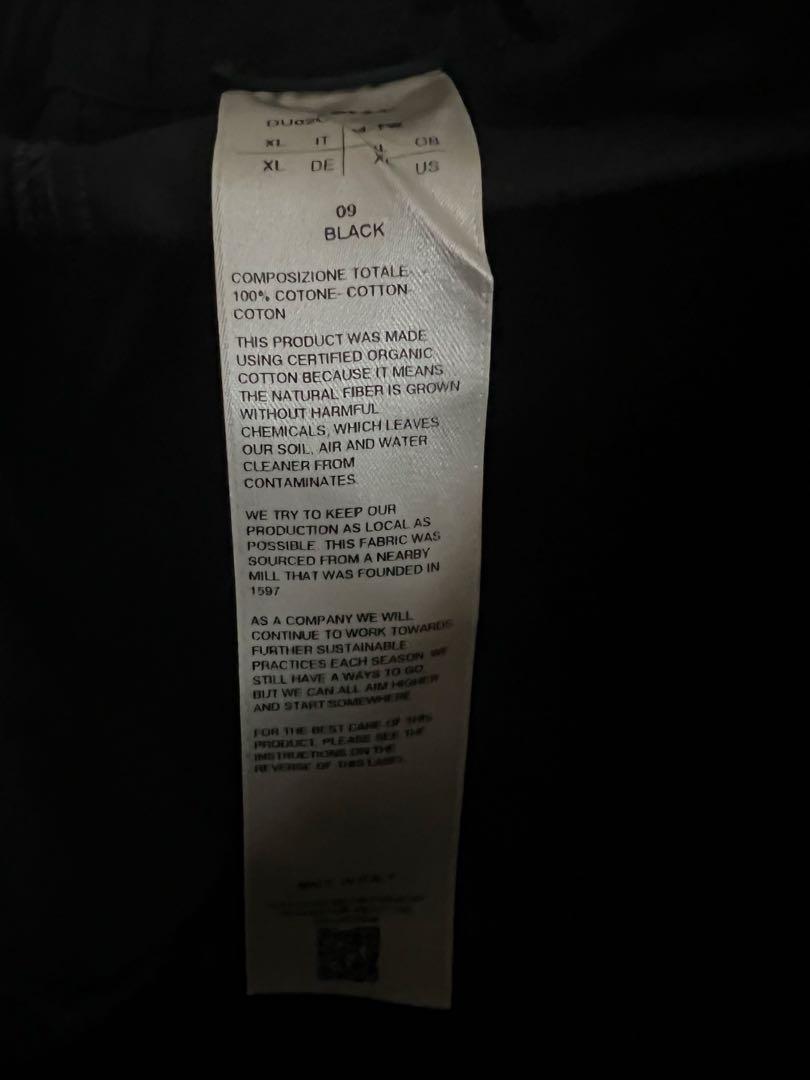 XL IT GB
XL DE XL US
09
BLACK
COMPOSIZIONE TOTALE
100% COTONE- COTTON-
COTON
THIS PRODUCT WAS MADE
USING CERTIFIED ORGANIC
COTTON BECAUSE IT MEANS
THE NATURAL FIBER IS GROWN
WITHOUT HARMFUL
CHEMICALS, WHICH LEAVES
OUR SOIL, AIR AND WATER
CLEANER FROM
CONTAMINATES
WE TRY TO KEEP OUR
PRODUCTION AS LOCAL AS
POSSIBLE. THIS FABRIC WAS
SOURCED FROM A NEARBY
MILL THAT WAS FOUNDED IN
1597
AS A COMPANY WE WILL
CONTINUE TO WORK TOWARDS
FURTHER SUSTAINABLE
PRACTICES EACH SEASON. WE
STILL HAVE A WAYS TO GO,
BUT WE CAN ALL AIM HIGHER
AND START SOMEWHERE
FOR THE BEST CARE OF THIS
PRODUCT, PLEASE SEE THE
INSTRUCTIONS ON THE
REVERSE OF THIS LABEL
MADE IN ITALY